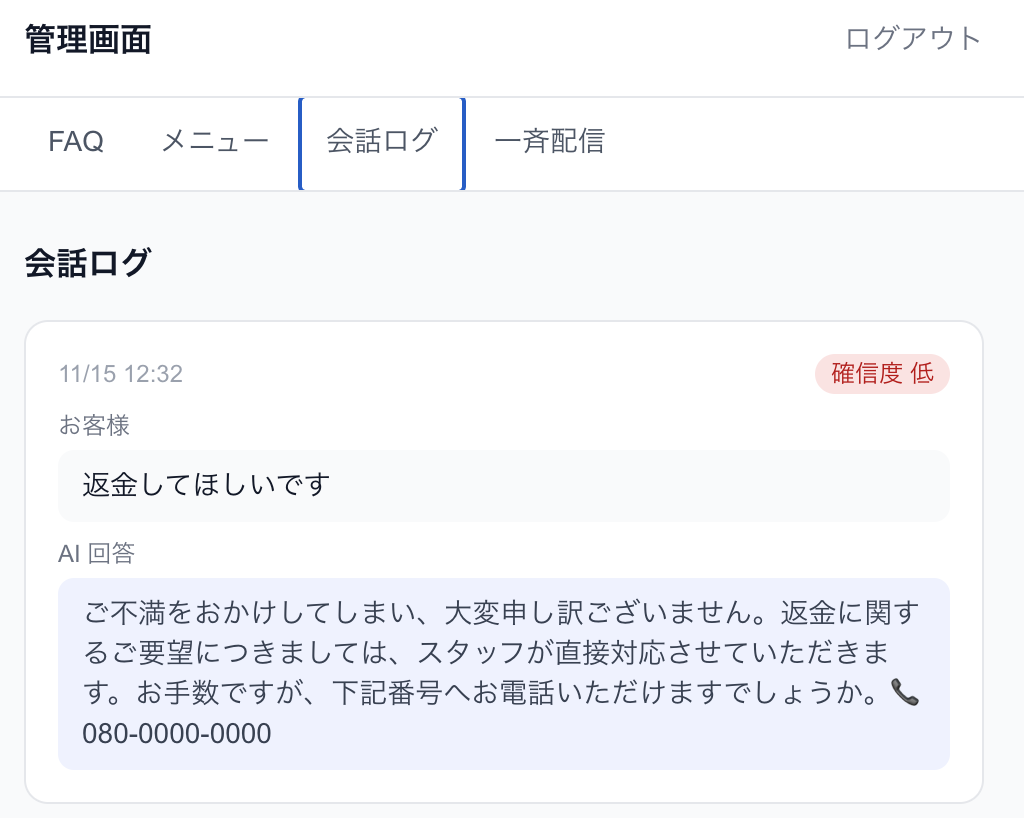 管理画面
ログアウト
FAQ
メニュー
会話ログ
一斉配信
会話ログ
11/15 12:32
確信度 低
お客様
返金してほしいです
AI 回答
ご不満をおかけしてしまい、大変申し訳ございません。返金に関す
るご要望につきましては、スタッフが直接対応させていただきま
す。お手数ですが、下記番号へお電話いただけますでしょうか。📞
080-0000-0000